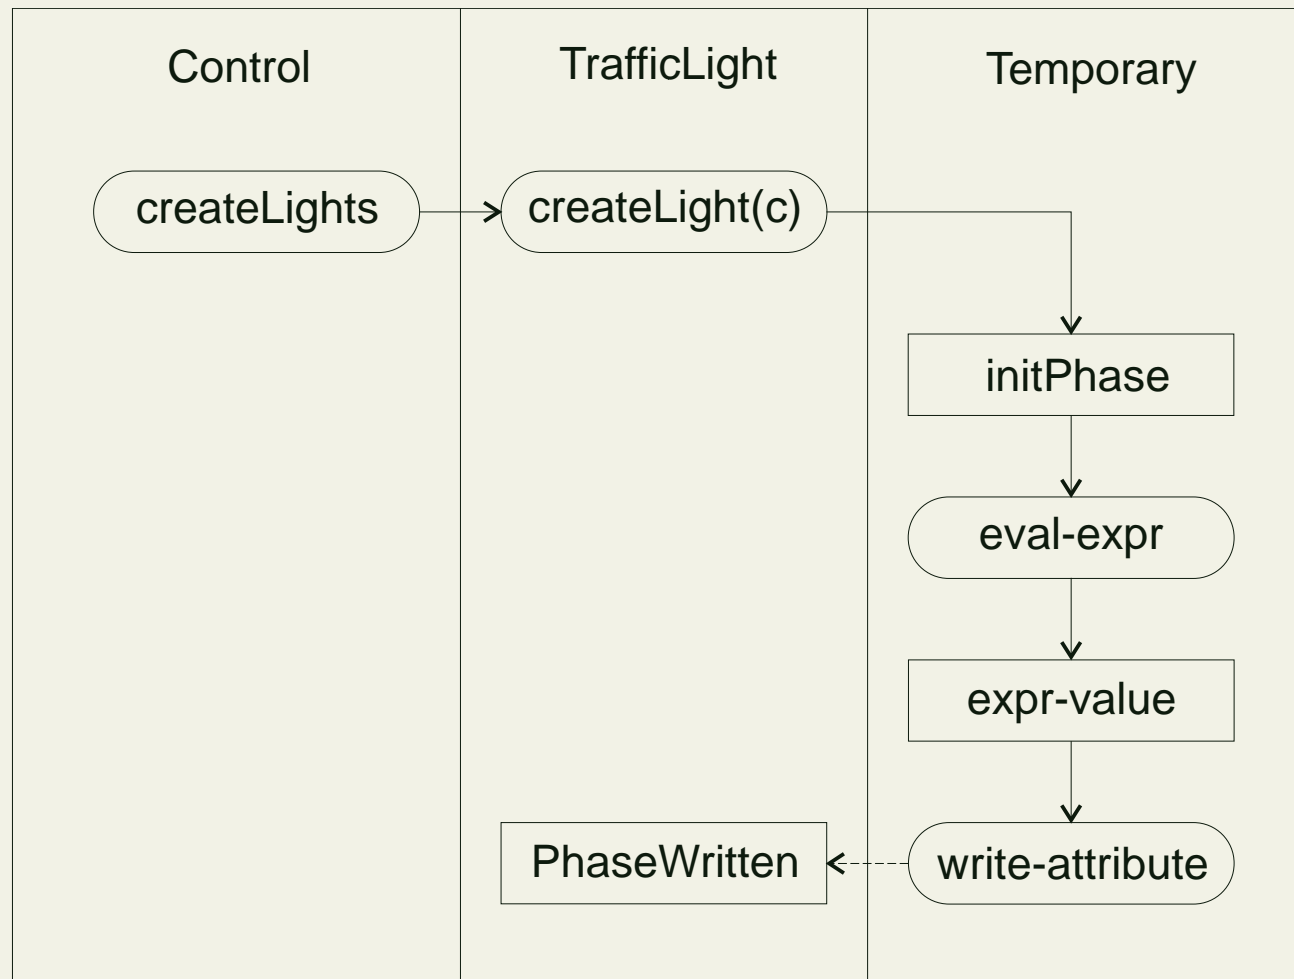 Control
TrafficLight
Temporary
createLights
createLight(c)
initPhase
eval-expr
expr-value
PhaseWritten
write-attribute